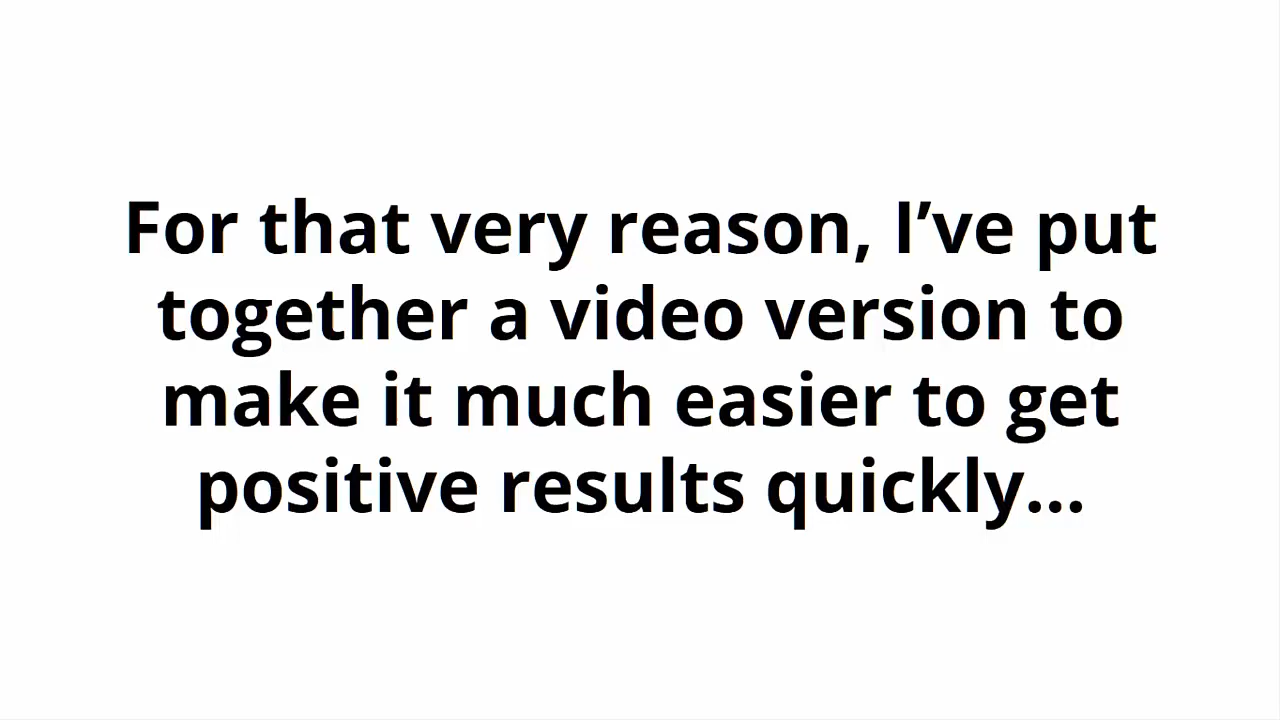 For that very reason, I’ve put
together a video version to
make it much easier to get
positive results quickly...